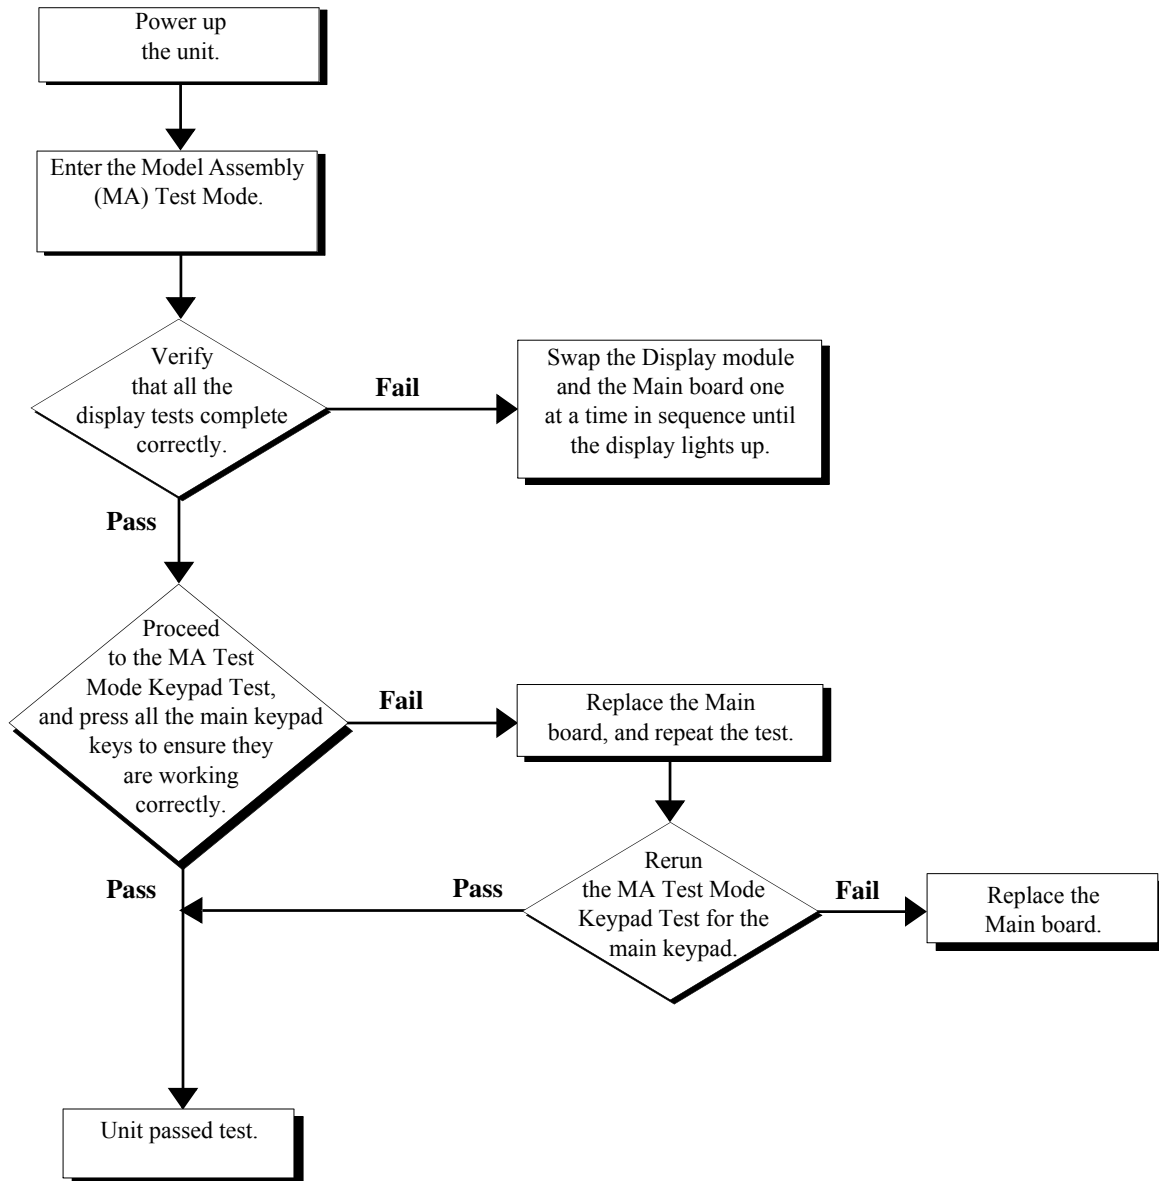 Power up
the unit.
Enter the Model Assembly
(MA) Test Mode.
Verify
that all the
display tests complete
correctly.
Fail
Swap the Display module
and the Main board one
at a time in sequence until
the display lights up.
Pass
Proceed
to the MA Test
Mode Keypad Test,
and press all the main keypad
keys to ensure they
are working
correctly.
Fail
Replace the Main
board, and repeat the test.
Pass
Pass
Rerun
the MA Test Mode
Keypad Test for the
main keypad.
Fail
Replace the
Main board.
Unit passed test.